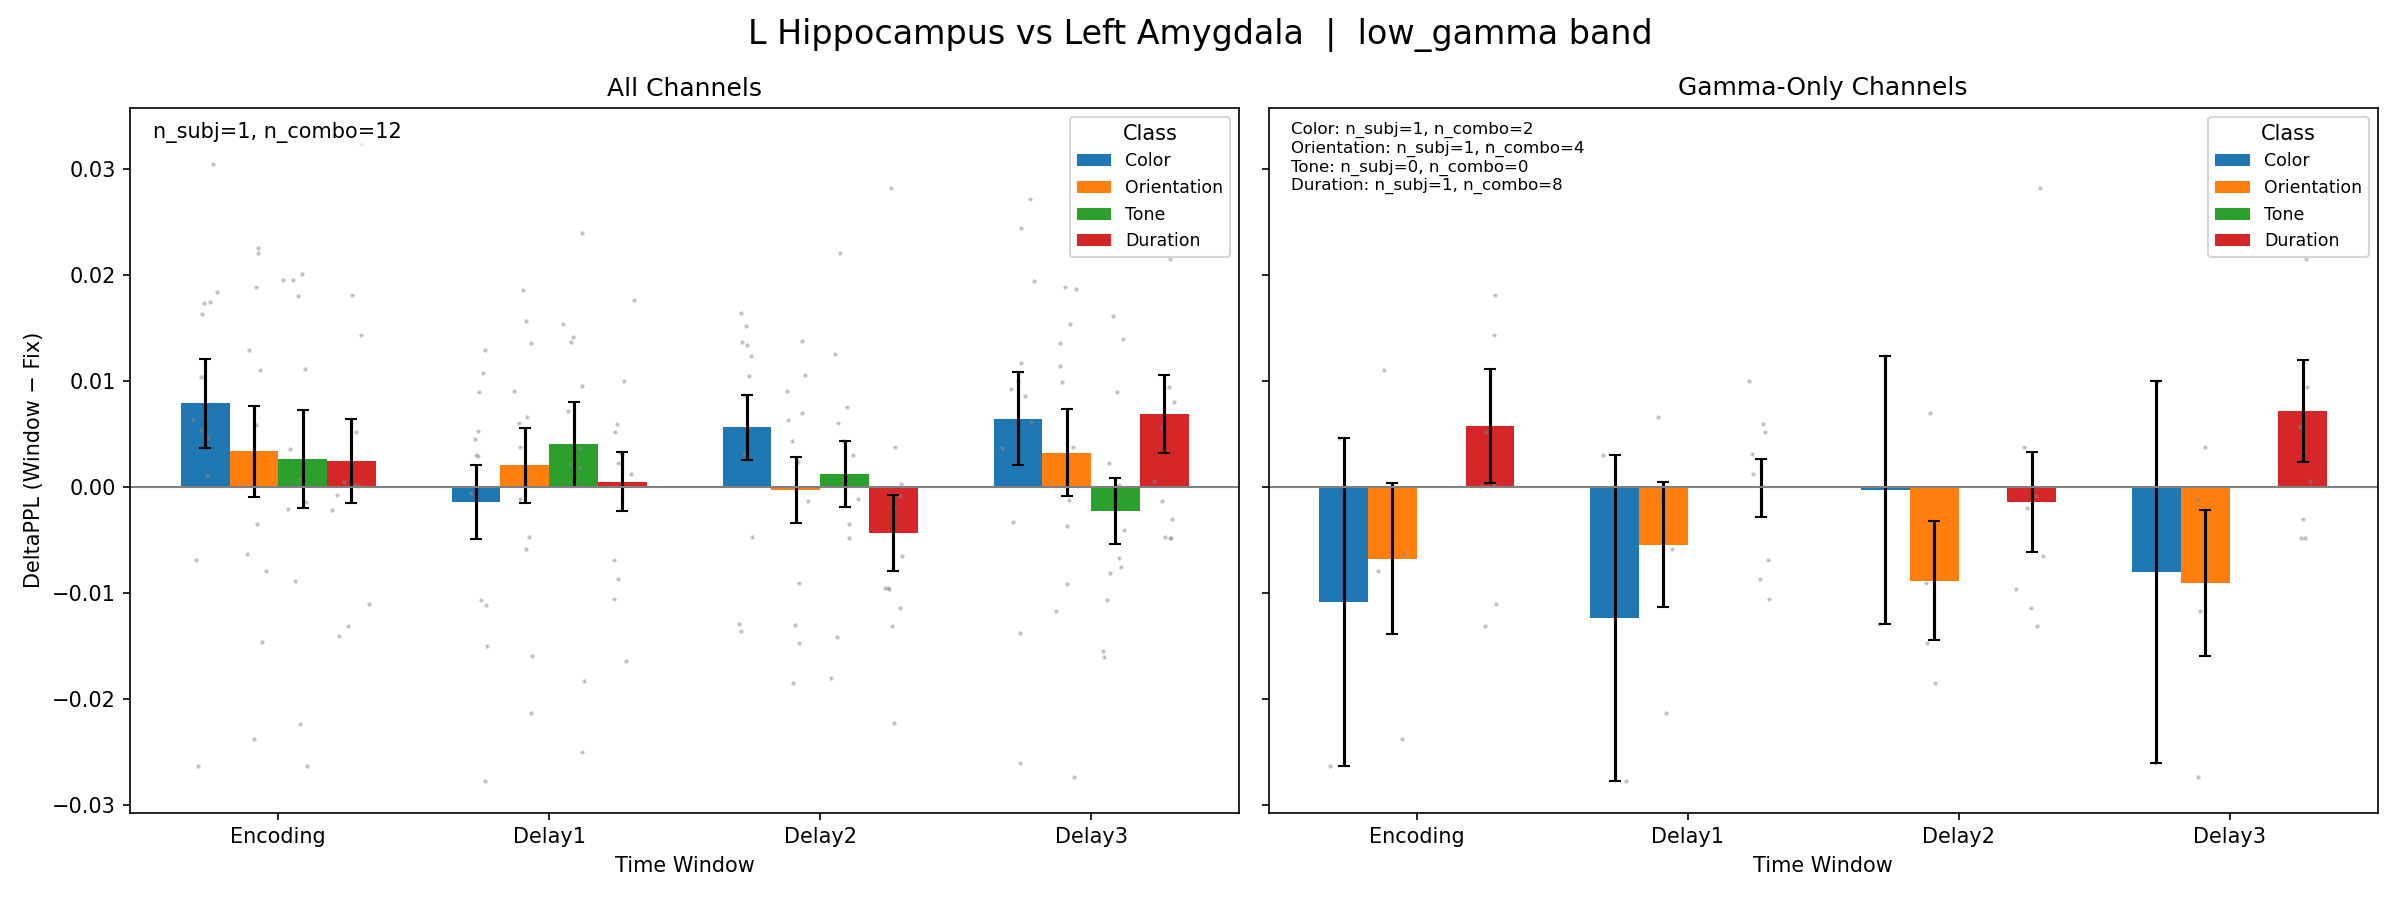 L Hippocampus vs Left Amygdala | low_gamma band
All Channels
n_subj=1, n_combo=12
Class
Color
Orientation
Tone
Duration
0.03
0.02
0.01
0.00
−0.01
−0.02
−0.03
DeltaPPL (Window − Fix)
Encoding
Delay1
Delay2
Delay3
Time Window
Gamma-Only Channels
Color: n_subj=1, n_combo=2
Orientation: n_subj=1, n_combo=4
Tone: n_subj=0, n_combo=0
Duration: n_subj=1, n_combo=8
Class
Color
Orientation
Tone
Duration
Encoding
Delay1
Delay2
Delay3
Time Window